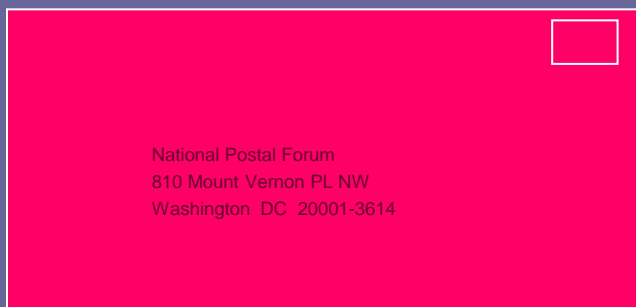 National Postal Forum
810 Mount Vernon PL NW
Washington DC 20001-3614